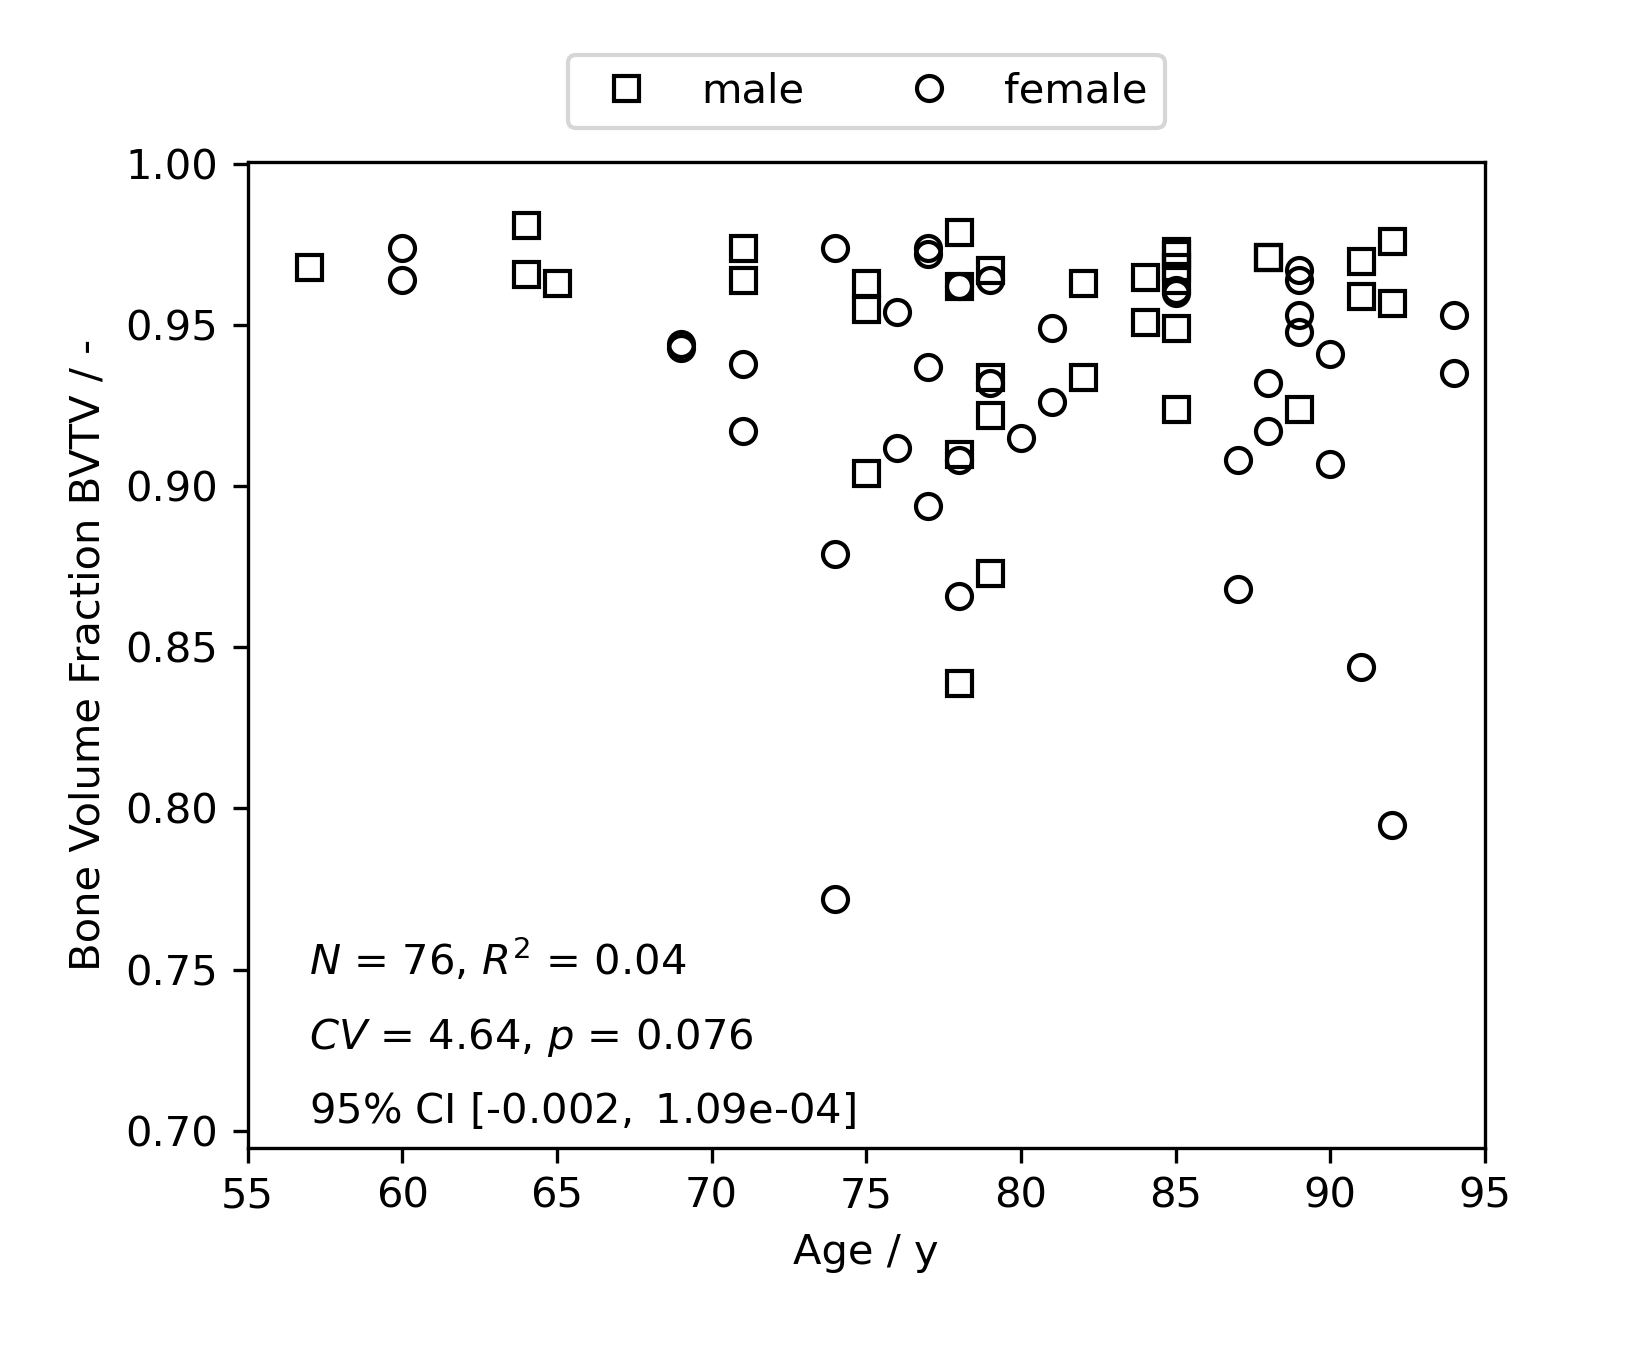 male female
1.00
0.95
0.90
0.85
0.80
0.75
0.70
Bone Volume Fraction BVTV / -
N = 76, R² = 0.04
CV = 4.64, p = 0.076
95% CI [-0.002, 1.09e-04]
55 60 65 70 75 80 85 90 95
Age / y